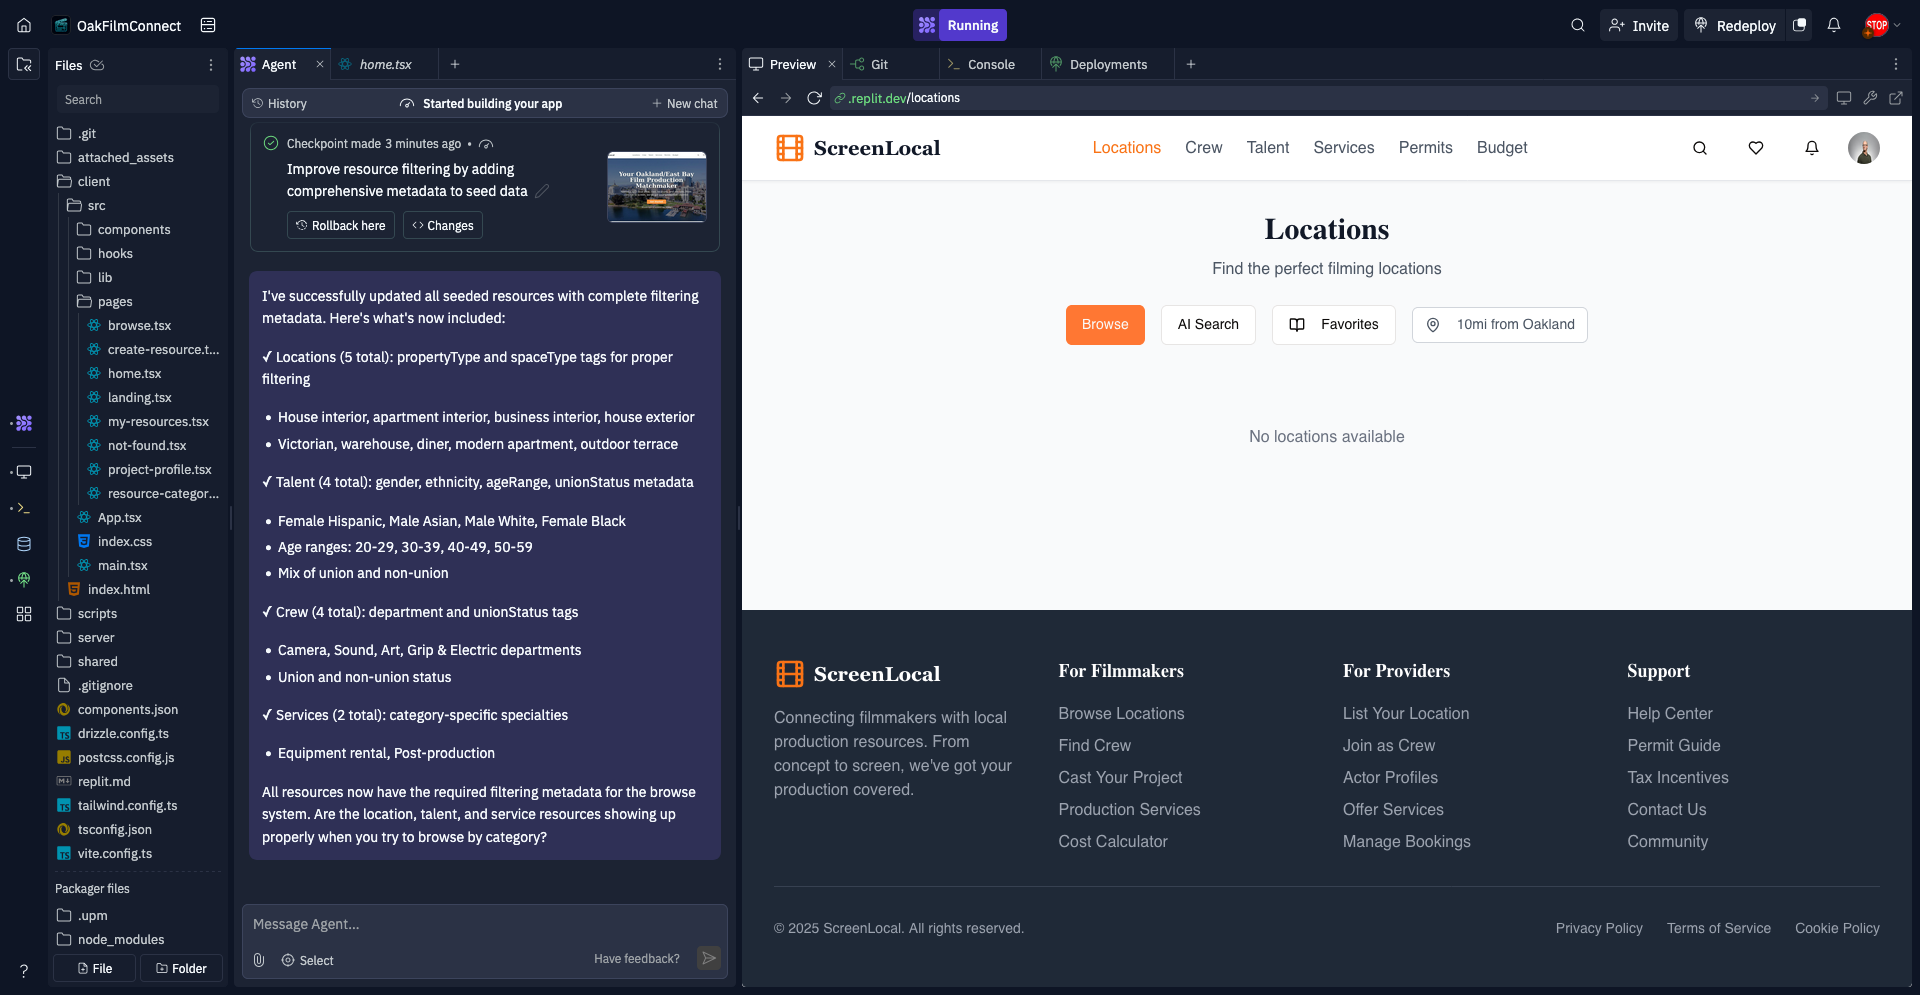 OakFilmConnect
Running
Invite
Redeploy
STOP
Files
Search
.git
attached_assets
client
src
components
hooks
lib
pages
browse.tsx
create-resource.t...
home.tsx
landing.tsx
my-resources.tsx
not-found.tsx
project-profile.tsx
resource-categor...
App.tsx
index.css
main.tsx
index.html
scripts
server
shared
.gitignore
components.json
drizzle.config.ts
postcss.config.js
replit.md
tailwind.config.ts
tsconfig.json
vite.config.ts
Packager files
.upm
node_modules
File
Folder
Agent
home.tsx
History
Started building your app
New chat
Checkpoint made 3 minutes ago •
Improve resource filtering by adding
comprehensive metadata to seed data
Rollback here
Changes
Your Oakland/East Bay
Film Production
Matchmaker
I've successfully updated all seeded resources with complete filtering
metadata. Here's what's now included:
✓ Locations (5 total): propertyType and spaceType tags for proper
filtering
• House interior, apartment interior, business interior, house exterior
• Victorian, warehouse, diner, modern apartment, outdoor terrace
✓ Talent (4 total): gender, ethnicity, ageRange, unionStatus metadata
• Female Hispanic, Male Asian, Male White, Female Black
• Age ranges: 20-29, 30-39, 40-49, 50-59
• Mix of union and non-union
✓ Crew (4 total): department and unionStatus tags
• Camera, Sound, Art, Grip & Electric departments
• Union and non-union status
✓ Services (2 total): category-specific specialties
• Equipment rental, Post-production
All resources now have the required filtering metadata for the browse
system. Are the location, talent, and service resources showing up
properly when you try to browse by category?
Message Agent...
Select
Have feedback?
Preview
Git
Console
Deployments
.replit.dev/locations
ScreenLocal
Locations
Crew
Talent
Services
Permits
Budget
Locations
Find the perfect filming locations
Browse
AI Search
Favorites
10mi from Oakland
No locations available
ScreenLocal
Connecting filmmakers with local
production resources. From
concept to screen, we've got your
production covered.
For Filmmakers
Browse Locations
Find Crew
Cast Your Project
Production Services
Cost Calculator
For Providers
List Your Location
Join as Crew
Actor Profiles
Offer Services
Manage Bookings
Support
Help Center
Permit Guide
Tax Incentives
Contact Us
Community
© 2025 ScreenLocal. All rights reserved.
Privacy Policy
Terms of Service
Cookie Policy